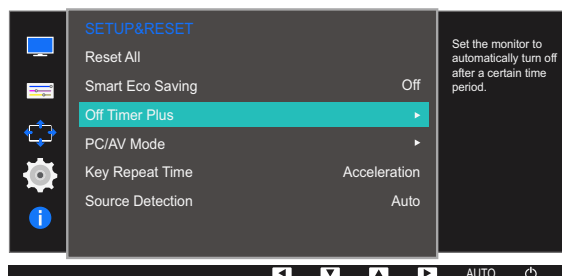 SETUP&RESET
Reset All
Smart Eco Saving Off
Off Timer Plus
PC/AV Mode
Key Repeat Time Acceleration
Source Detection Auto
Set the monitor to
automatically turn off
after a certain time
period.
AUTO